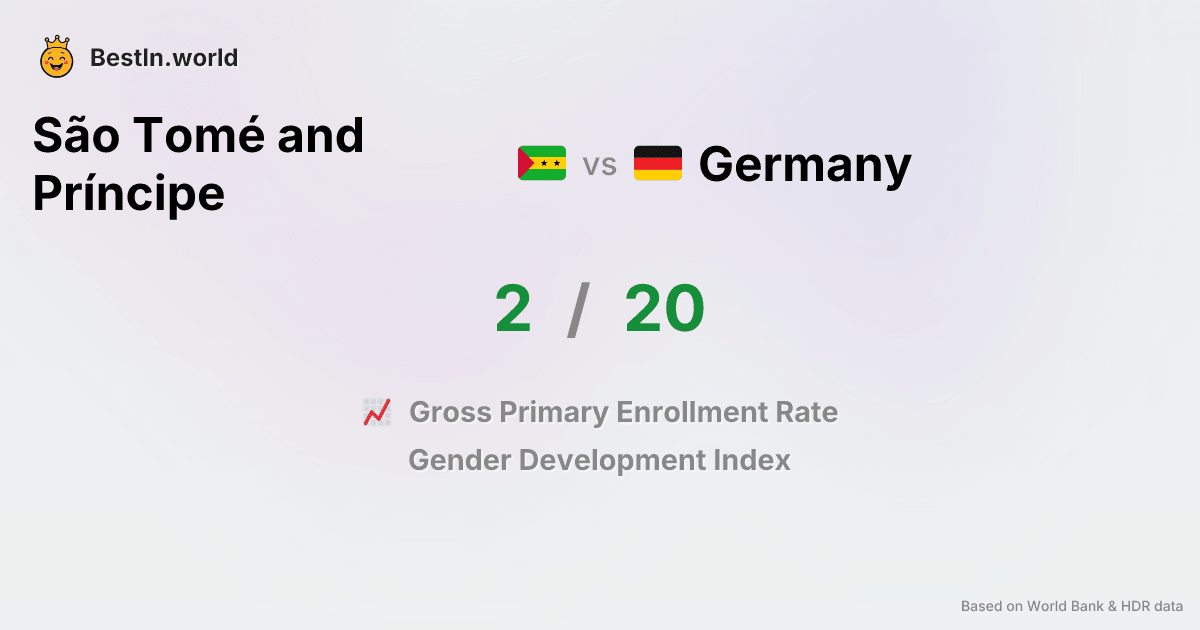 BestIn.world
São Tomé and
Príncipe
vs Germany
2 / 20
Gross Primary Enrollment Rate
Gender Development Index
Based on World Bank & HDR data